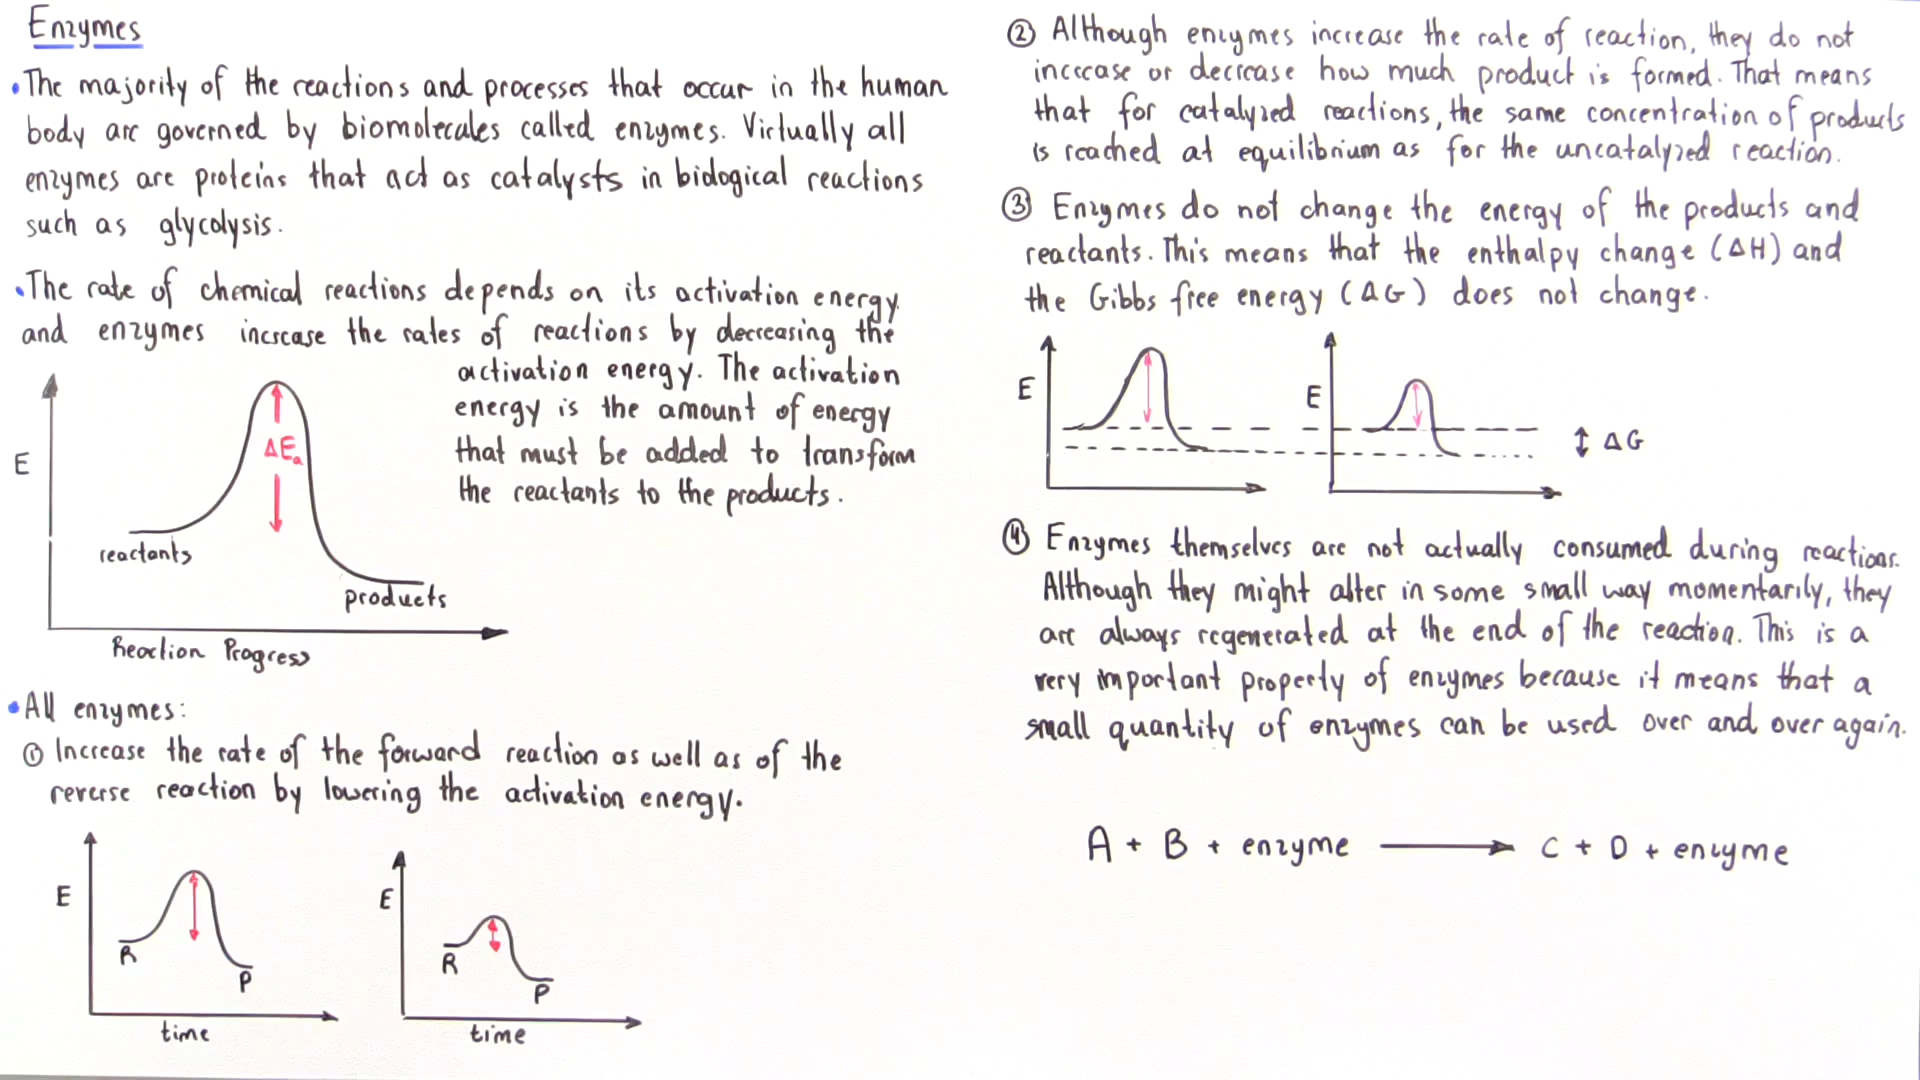 Enzymes
• The majority of the reactions and processes that occur in the human
body are governed by biomolecules called enzymes. Virtually all
enzymes are proteins that act as catalysts in biological reactions
such as glycolysis.
• The rate of chemical reactions depends on its activation energy
and enzymes increase the rates of reactions by decreasing the
activation energy. The activation
energy is the amount of energy
that must be added to transform
the reactants to the products.
E
ΔEa
reactants
products
Reaction Progress
• All enzymes:
① Increase the rate of the forward reaction as well as of the
reverse reaction by lowering the activation energy.
E
R
P
time
E
R
P
time
② Although enzymes increase the rate of reaction, they do not
increase or decrease how much product is formed. That means
that for catalyzed reactions, the same concentration of products
is reached at equilibrium as for the uncatalyzed reaction.
③ Enzymes do not change the energy of the products and
reactants. This means that the enthalpy change (ΔH) and
the Gibbs free energy (ΔG) does not change.
E
E
ΔG
④ Enzymes themselves are not actually consumed during reactions.
Although they might alter in some small way momentarily, they
are always regenerated at the end of the reaction. This is a
very important property of enzymes because it means that a
small quantity of enzymes can be used over and over again.
A + B + enzyme → C + D + enzyme